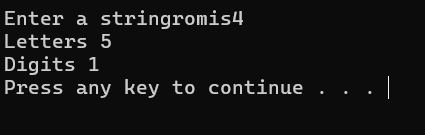 Enter a stringromis4
Letters 5
Digits 1
Press any key to continue . . .